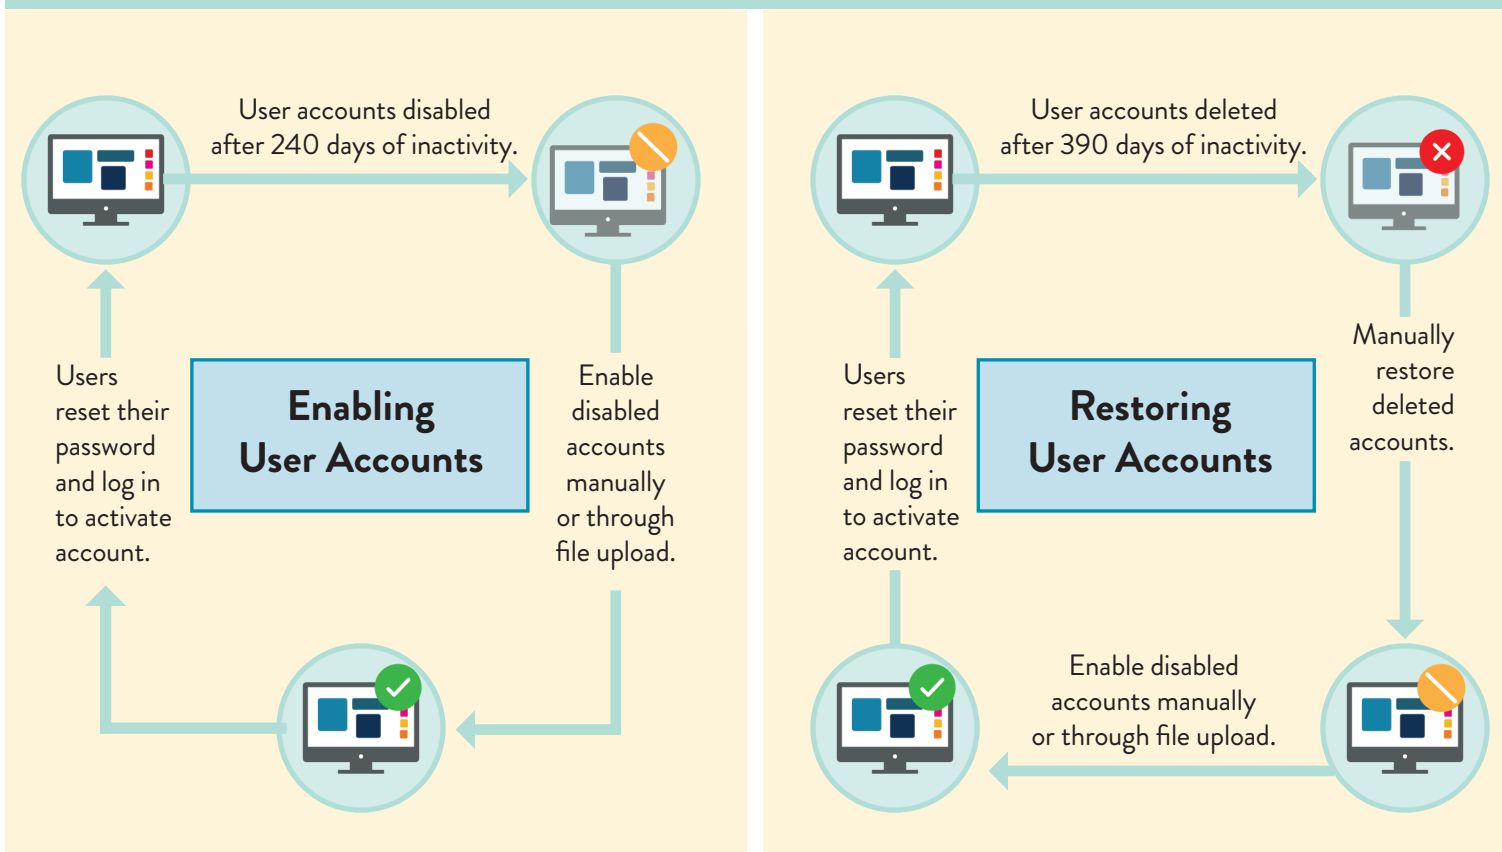 User accounts disabled
after 240 days of inactivity.
Enable
disabled
accounts
manually
or through
file upload.
Users
reset their
password
and log in
to activate
account.
Enabling
User Accounts
User accounts deleted
after 390 days of inactivity.
Manually
restore
deleted
accounts.
Enable disabled
accounts manually
or through file upload.
Users
reset their
password
and log in
to activate
account.
Restoring
User Accounts